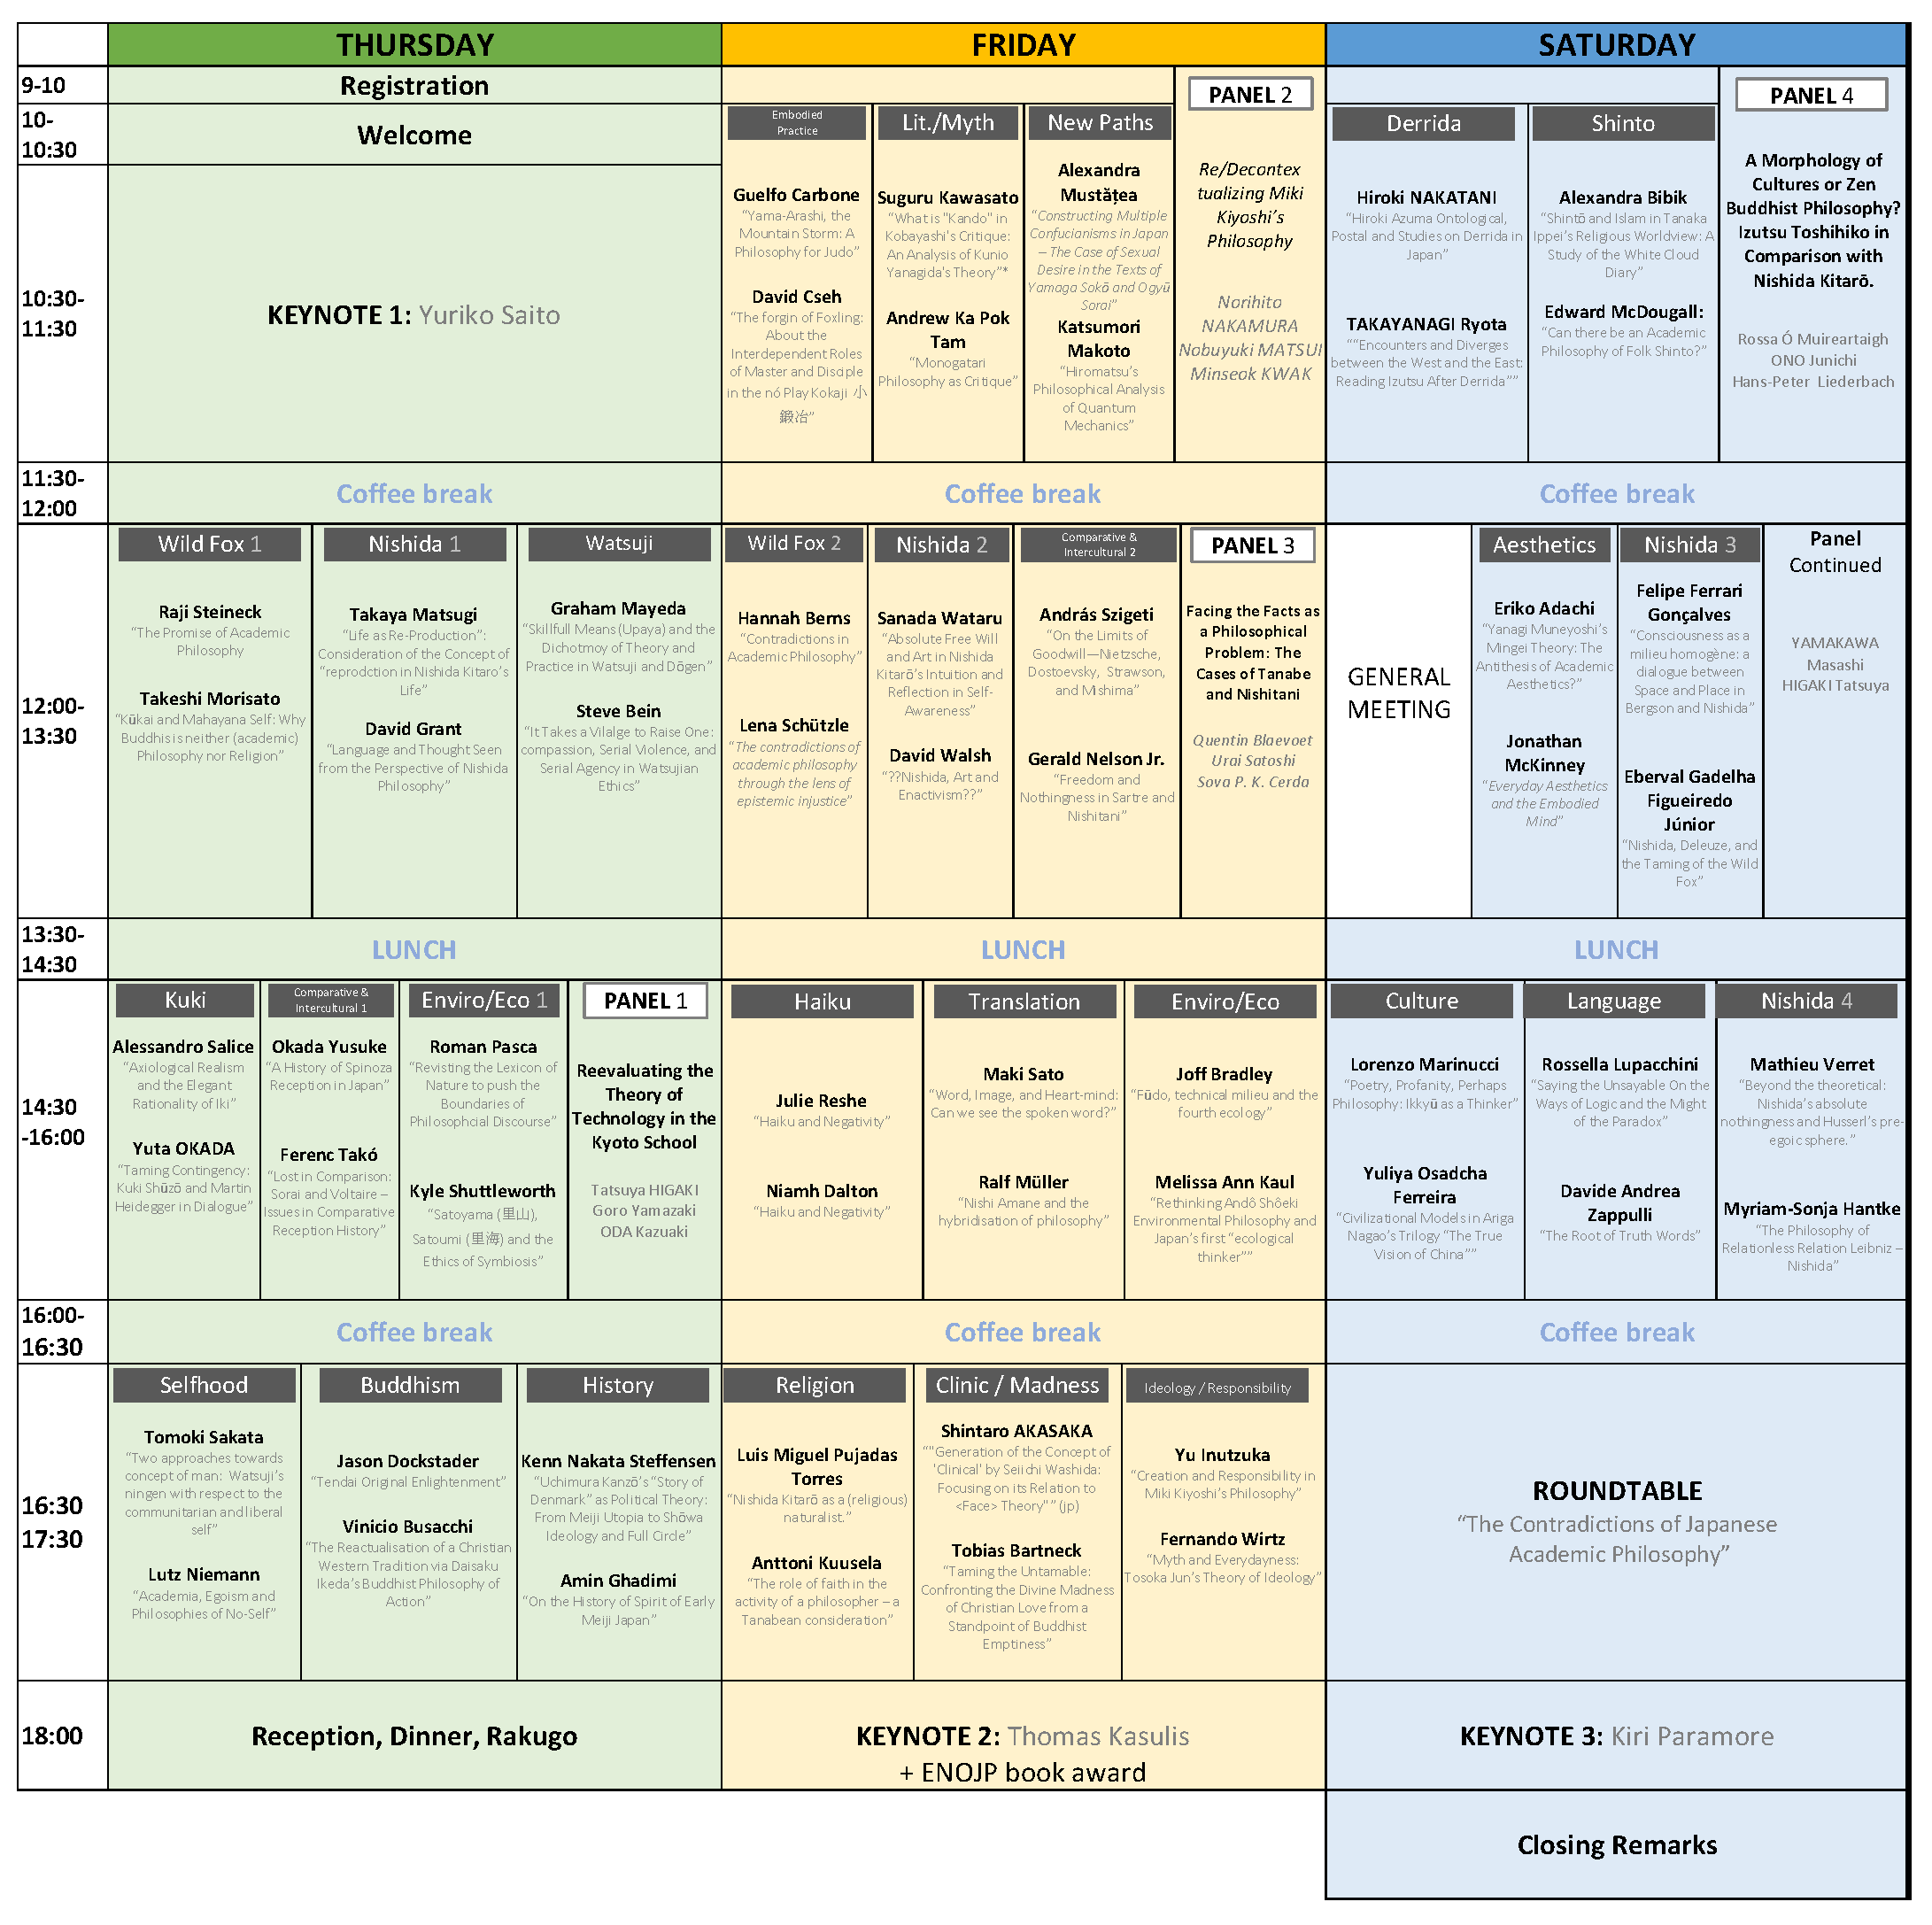 THURSDAY
FRIDAY
SATURDAY
9-10
Registration
PANEL 2
PANEL 4
10-
10:30
Welcome
Embodied
Practice
Lit./Myth
New Paths
Derrida
Shinto
10:30-
11:30
KEYNOTE 1: Yuriko Saito
Guelfo Carbone
“Yama-Arashi, the
Mountain Storm: A
Philosophy for Judo”
David Cseh
“The forgin of Foxling:
About the
Interdependent Roles
of Master and Disciple
in the nó Play Kokaji 小
鍛冶”
Suguru Kawasato
“What is "Kando" in
Kobayashi's Critique:
An Analysis of Kunio
Yanagida's Theory”*
Andrew Ka Pok
Tam
“Monogatari
Philosophy as Critique”
Alexandra
Mustățea
“Constructing Multiple
Confucianisms in Japan
– The Case of Sexual
Desire in the Texts of
Yamaga Sokō and Ogyū
Sorai”
Katsumori
Makoto
“Hiromatsu’s
Philosophical Analysis
of Quantum
Mechanics”
Re/Decontex
tualizing Miki
Kiyoshi’s
Philosophy
Norihito
NAKAMURA
Nobuyuki MATSUI
Minseok KWAK
Hiroki NAKATANI
“Hiroki Azuma Ontological,
Postal and Studies on Derrida in
Japan”
TAKAYANAGI Ryota
““Encounters and Diverges
between the West and the East:
Reading Izutsu After Derrida””
Alexandra Bibik
“Shintō and Islam in Tanaka
Ippei’s Religious Worldview: A
Study of the White Cloud
Diary”
Edward McDougall:
“Can there be an Academic
Philosophy of Folk Shinto?”
A Morphology of
Cultures or Zen
Buddhist Philosophy?
Izutsu Toshihiko in
Comparison with
Nishida Kitarō.
Rossa Ó Muireartaigh
ONO Junichi
Hans-Peter Liederbach
11:30-
12:00
Coffee break
Coffee break
Coffee break
12:00-
13:30
Wild Fox 1
Raji Steineck
“The Promise of Academic
Philosophy
Takeshi Morisato
“Kūkai and Mahayana Self: Why
Buddhis is neither (academic)
Philosophy nor Religion”
Nishida 1
Takaya Matsugi
“Life as Re-Production”:
Consideration of the Concept of
“reprodction in Nishida Kitaro’s
Life”
David Grant
“Language and Thought Seen
from the Perspective of Nishida
Philosophy”
Watsuji
Graham Mayeda
“Skillfull Means (Upaya) and the
Dichotmoy of Theory and
Practice in Watsuji and Dōgen”
Steve Bein
“It Takes a Vilalge to Raise One:
compassion, Serial Violence, and
Serial Agency in Watsujian
Ethics”
Wild Fox 2
Hannah Berns
“Contradictions in
Academic Philosophy”
Lena Schützle
“The contradictions of
academic philosophy
through the lens of
epistemic injustice”
Nishida 2
Sanada Wataru
“Absolute Free Will
and Art in Nishida
Kitarō’s Intuition and
Reflection in Self-
Awareness”
David Walsh
“??Nishida, Art and
Enactivism??”
Comparative &
Intercultural 2
András Szigeti
“On the Limits of
Goodwill—Nietzsche,
Dostoevsky, Strawson,
and Mishima”
Gerald Nelson Jr.
“Freedom and
Nothingness in Sartre and
Nishitani”
PANEL 3
Facing the Facts as
a Philosophical
Problem: The
Cases of Tanabe
and Nishitani
Quentin Blaevoet
Urai Satoshi
Sova P. K. Cerda
GENERAL
MEETING
Aesthetics
Eriko Adachi
“Yanagi Muneyoshi’s
Mingei Theory: The
Antithesis of Academic
Aesthetics?”
Jonathan
McKinney
“Everyday Aesthetics
and the Embodied
Mind”
Nishida 3
Felipe Ferrari
Gonçalves
“Consciousness as a
milieu homogène: a
dialogue between
Space and Place in
Bergson and Nishida”
Eberval Gadelha
Figueiredo
Júnior
“Nishida, Deleuze, and
the Taming of the Wild
Fox”
Panel
Continued
YAMAKAWA
Masashi
HIGAKI Tatsuya
13:30-
14:30
LUNCH
LUNCH
LUNCH
14:30
-16:00
Kuki
Alessandro Salice
“Axiological Realism
and the Elegant
Rationality of Iki”
Yuta OKADA
“Taming Contingency:
Kuki Shūzō and Martin
Heidegger in Dialogue”
Comparative &
Intercultural 1
Okada Yusuke
“A History of Spinoza
Reception in Japan”
Ferenc Takó
“Lost in Comparison:
Sorai and Voltaire –
Issues in Comparative
Reception History”
Enviro/Eco 1
Roman Pasca
“Revisting the Lexicon of
Nature to push the
Boundaries of
Philosophcial Discourse”
Kyle Shuttleworth
“Satoyama (里山),
Satoumi (里海) and the
Ethics of Symbiosis”
PANEL 1
Reevaluating the
Theory of
Technology in the
Kyoto School
Tatsuya HIGAKI
Goro Yamazaki
ODA Kazuaki
Haiku
Julie Reshe
“Haiku and Negativity”
Niamh Dalton
“Haiku and Negativity”
Translation
Maki Sato
“Word, Image, and Heart-mind:
Can we see the spoken word?”
Ralf Müller
“Nishi Amane and the
hybridisation of philosophy”
Enviro/Eco
Joff Bradley
“Fūdo, technical milieu and the
fourth ecology”
Melissa Ann Kaul
“Rethinking Andô Shôeki
Environmental Philosophy and
Japan’s first “ecological
thinker””
Culture
Lorenzo Marinucci
“Poetry, Profanity, Perhaps
Philosophy: Ikkyū as a Thinker”
Yuliya Osadcha
Ferreira
“Civilizational Models in Ariga
Nagao’s Trilogy “The True
Vision of China””
Language
Rossella Lupacchini
“Saying the Unsayable On the
Ways of Logic and the Might
of the Paradox”
Davide Andrea
Zappulli
“The Root of Truth Words”
Nishida 4
Mathieu Verret
“Beyond the theoretical:
Nishida’s absolute
nothingness and Husserl’s pre-
egoic sphere.”
Myriam-Sonja Hantke
“The Philosophy of
Relationless Relation Leibniz –
Nishida”
16:00-
16:30
Coffee break
Coffee break
Coffee break
16:30
17:30
Selfhood
Tomoki Sakata
“Two approaches towards
concept of man: Watsuji’s
ningen with respect to the
communitarian and liberal
self”
Lutz Niemann
“Academia, Egoism and
Philosophies of No-Self”
Buddhism
Jason Dockstader
“Tendai Original Enlightenment”
Vinicio Busacchi
“The Reactualisation of a Christian
Western Tradition via Daisaku
Ikeda’s Buddhist Philosophy of
Action”
History
Kenn Nakata Steffensen
“Uchimura Kanzō’s “Story of
Denmark” as Political Theory:
From Meiji Utopia to Shōwa
Ideology and Full Circle”
Amin Ghadimi
“On the History of Spirit of Early
Meiji Japan”
Religion
Luis Miguel Pujadas
Torres
“Nishida Kitarō as a (religious)
naturalist.”
Anttoni Kuusela
“The role of faith in the
activity of a philosopher – a
Tanabean consideration”
Clinic / Madness
Shintaro AKASAKA
“"Generation of the Concept of
'Clinical' by Seiichi Washida:
Focusing on its Relation to
<Face> Theory" ” (jp)
Tobias Bartneck
“Taming the Untamable:
Confronting the Divine Madness
of Christian Love from a
Standpoint of Buddhist
Emptiness”
Ideology / Responsibility
Yu Inutzuka
“Creation and Responsibility in
Miki Kiyoshi’s Philosophy”
Fernando Wirtz
“Myth and Everydayness:
Tosoka Jun’s Theory of Ideology”
ROUNDTABLE
“The Contradictions of Japanese
Academic Philosophy”
18:00
Reception, Dinner, Rakugo
KEYNOTE 2: Thomas Kasulis
+ ENOJP book award
KEYNOTE 3: Kiri Paramore
Closing Remarks